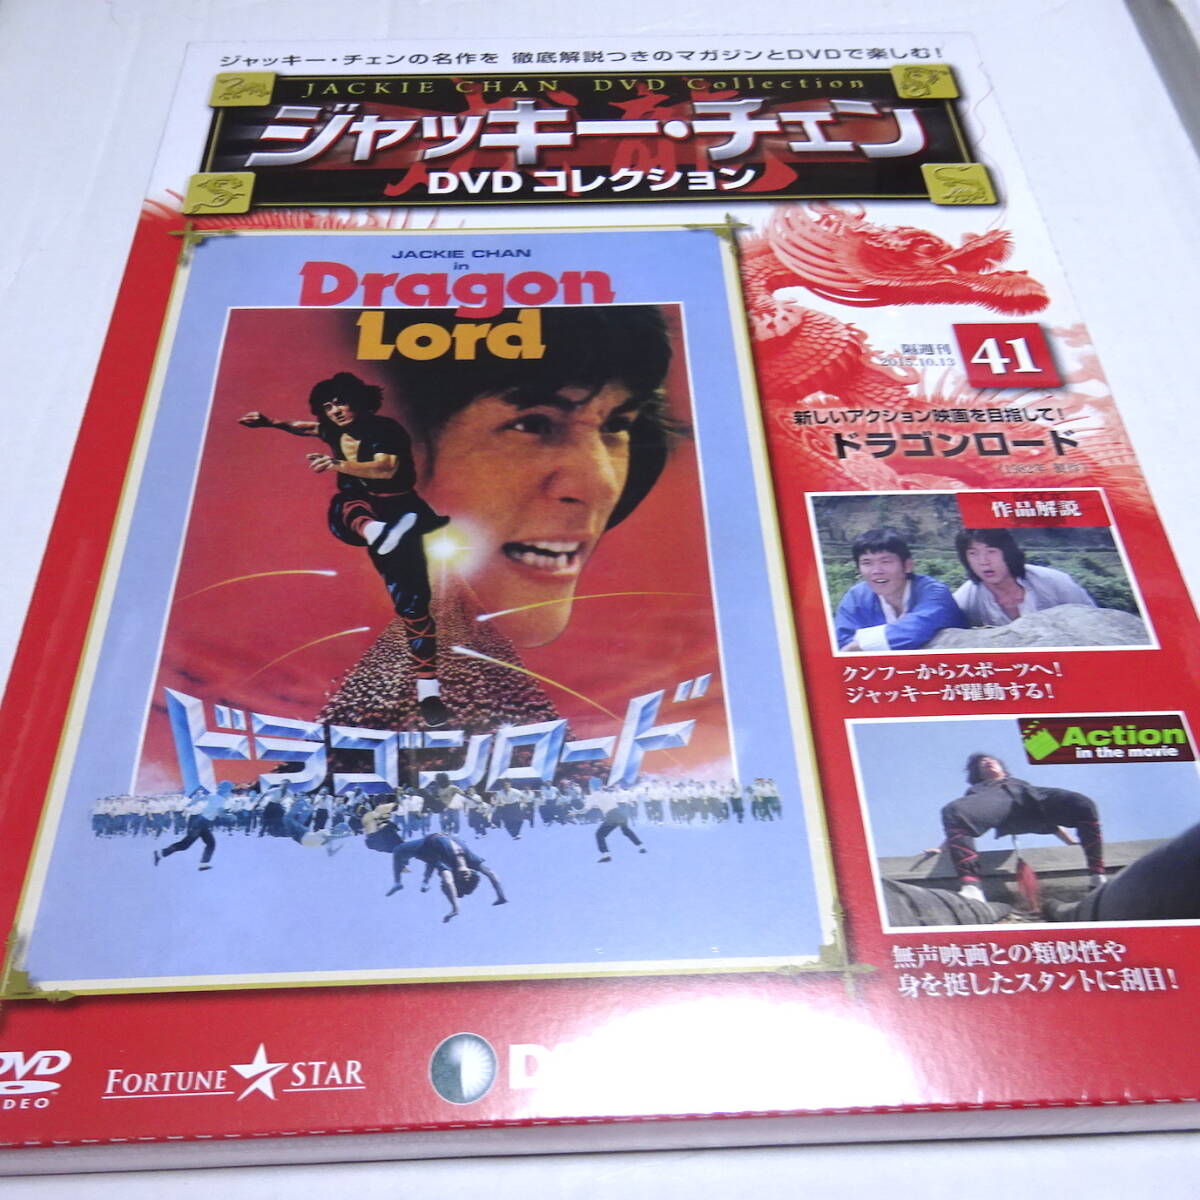 ジャッキー・チェンの名作を 徹底解説つきのマガジンとDVDで楽しむ!
JACKIE CHAN DVD Collection
ジャッキー・チェン
DVD コレクション
JACKIE CHAN
in
Dragon
Lord
ドラゴンロード
隔週刊
2015.10.13
41
新しいアクション映画を目指して!
ドラゴンロード
作品解説
クンフーからスポーツへ!
ジャッキーが躍動する!
Action
in the movie
無声映画との類似性や
身を挺したスタントに刮目!
DVD
FORTUNE STAR